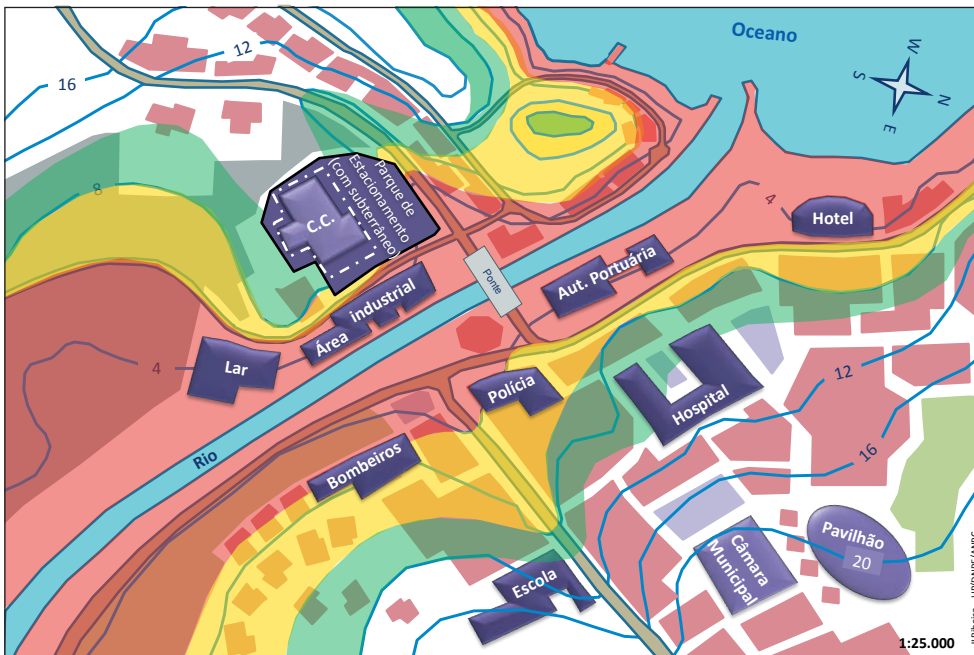 Oceano
W
S
N
E
12
16
8
Parque de
Estacionamento
(com subterrâneo)
C.C.
4
Hotel
Ponte
Aut. Portuária
industrial
Área
Lar
4
Polícia
Hospital
12
Rio
Bombeiros
16
Pavilhão
20
Câmara
Municipal
Escola
1:25.000